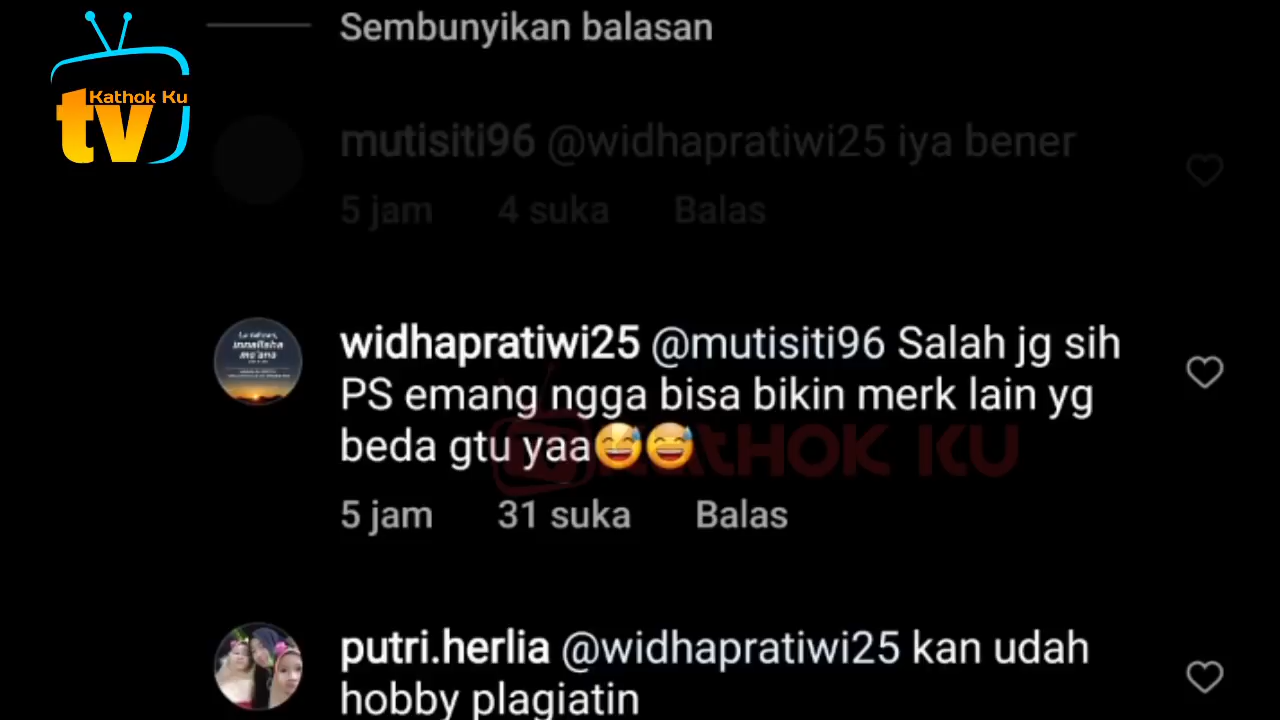 Sembunyikan balasan
Kathok Ku
tv
mutisiti96 @widhapratiwi25 iya bener
5 jam 4 suka Balas
widhapratiwi25 @mutisiti96 Salah jg sih
PS emang ngga bisa bikin merk lain yg
beda gtu yaa😅😅
KATHOK KU
5 jam 31 suka Balas
putri.herlia @widhapratiwi25 kan udah
hobby plagiatin